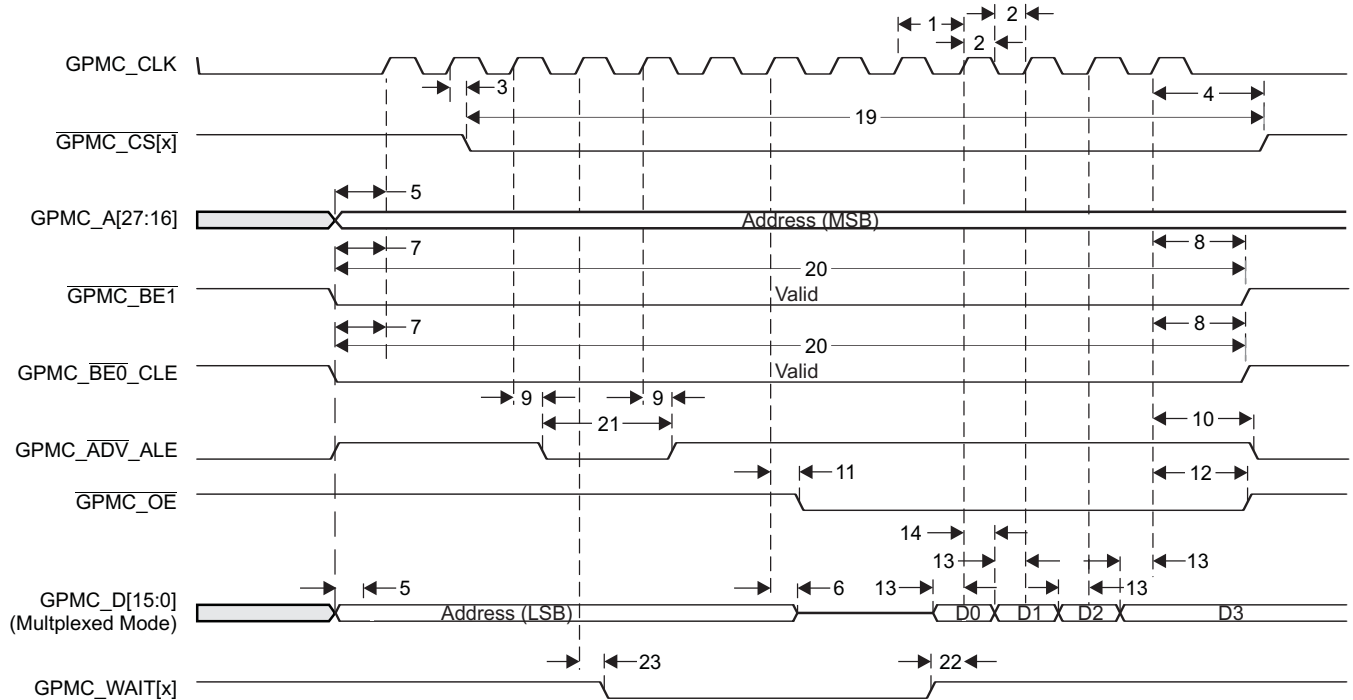 1
2
2
GPMC_CLK
3
4
19
GPMC_CS[x]
5
GPMC_A[27:16]
Address (MSB)
7
8
20
GPMC_BE1
Valid
7
8
20
GPMC_BE0_CLE
Valid
9
9
21
10
GPMC_ADV_ALE
11
12
GPMC_OE
14
13
13
5
6
13
13
GPMC_D[15:0]
(Multplexed Mode)
Address (LSB)
D0
D1
D2
D3
23
22
GPMC_WAIT[x]